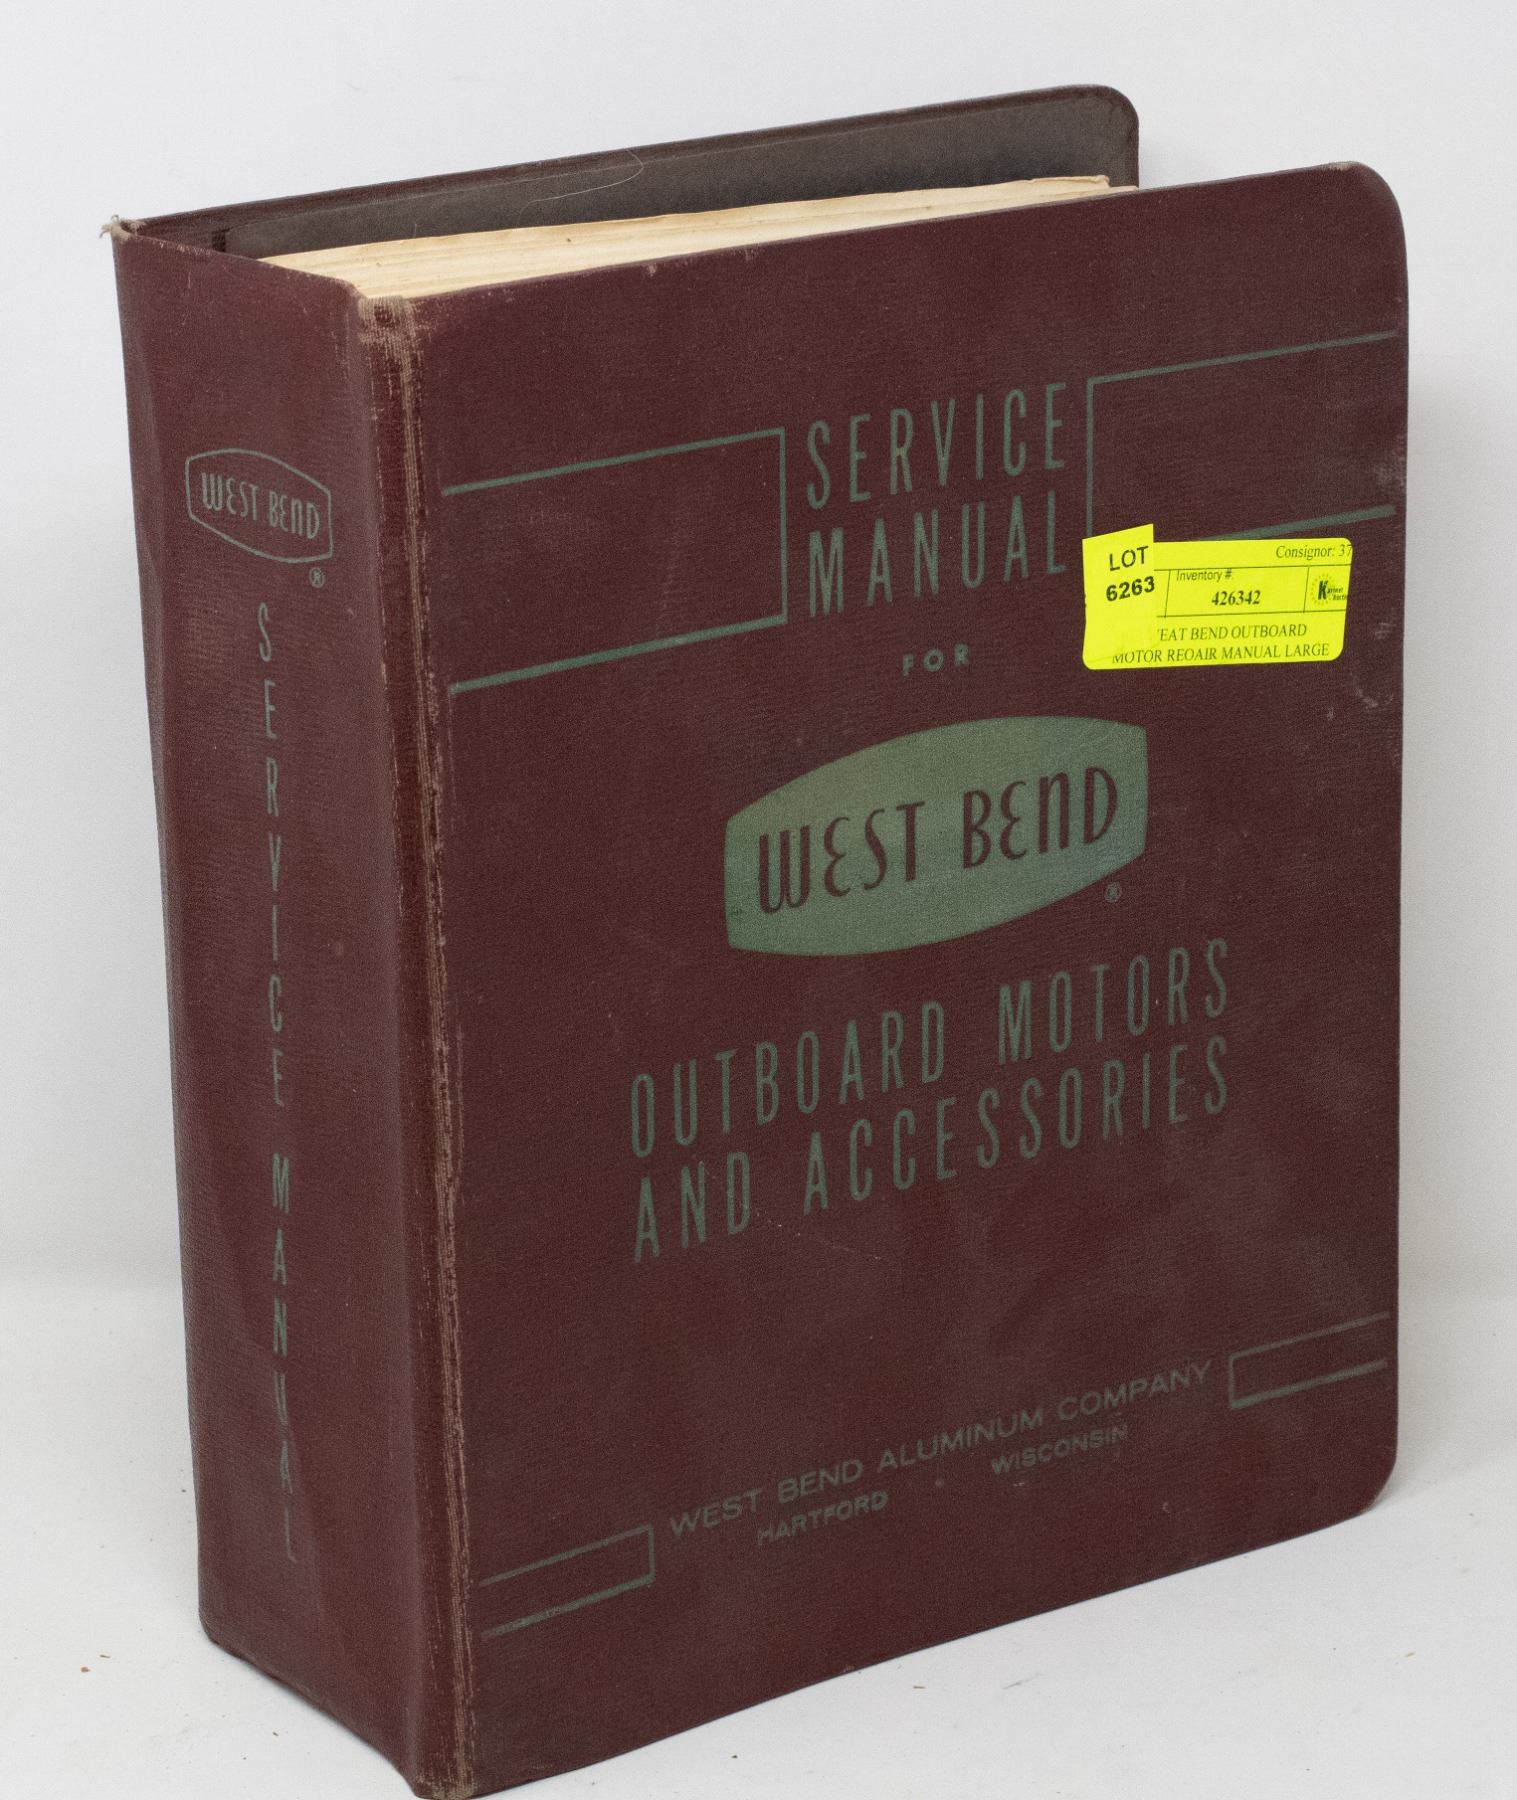 WEST BEND
®
SERVICE MANUAL
SERVICE
MANUAL
FOR
LOT
6263
Consignor: 37
Inventory #:
426342
BEND OUTBOARD
MOTOR REOAIR MANUAL LARGE
WEST BEND
®
OUTBOARD MOTORS
AND ACCESSORIES
WEST BEND ALUMINUM COMPANY
HARTFORD • WISCONSIN